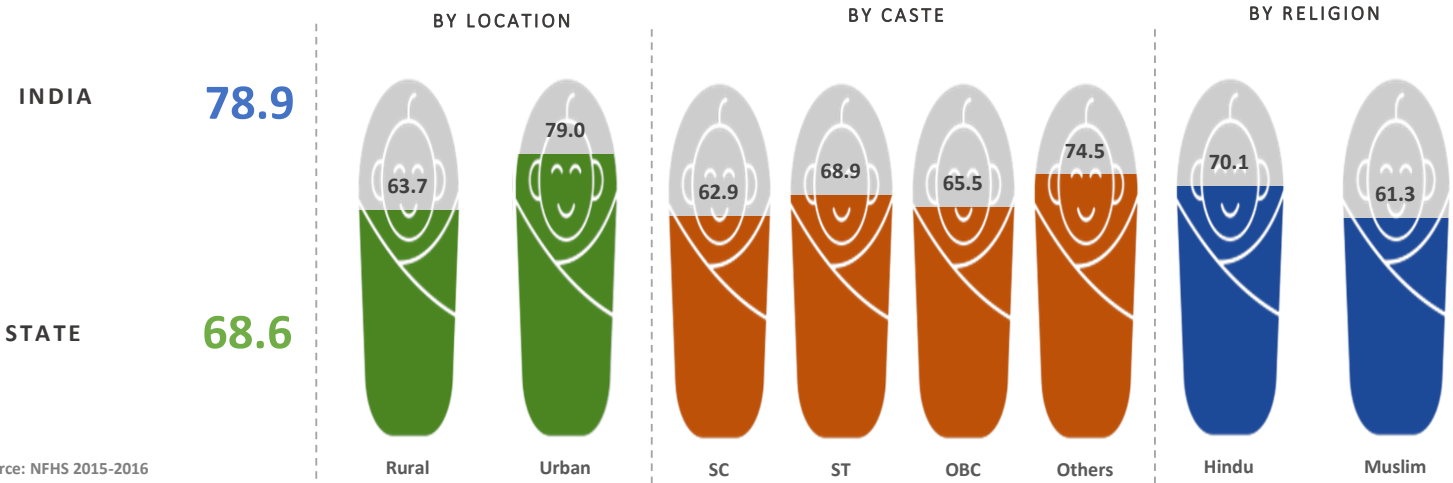 BY LOCATION
BY CASTE
BY RELIGION
INDIA
78.9
STATE
68.6
63.7
79.0
62.9
68.9
65.5
74.5
70.1
61.3
Rural
Urban
SC
ST
OBC
Others
Hindu
Muslim
rce: NFHS 2015-2016